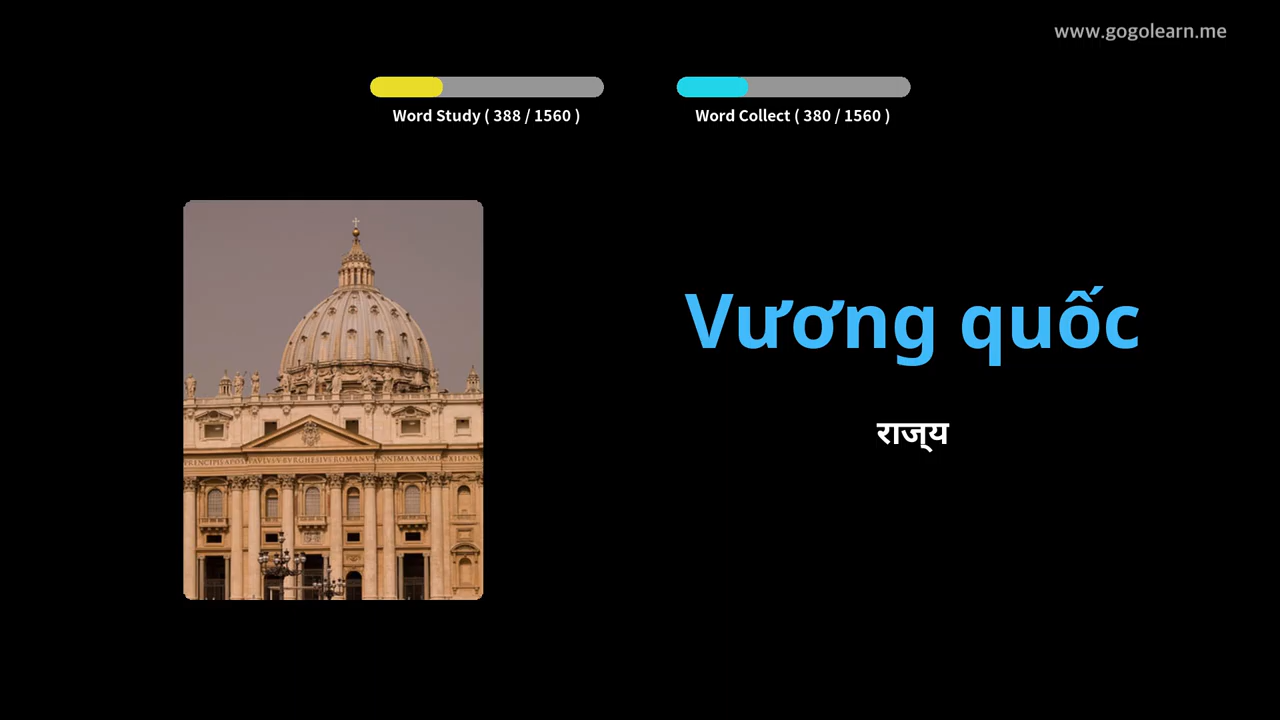 www.gogolearn.me
Word Study ( 388 / 1560 )
Word Collect ( 380 / 1560 )
Vương quốc
राज्य